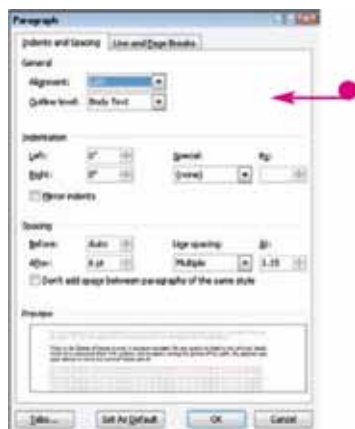 Paragraph
Indents and Spacing Line and Page Breaks
General
Alignment: Left
Outline level: Body Text
Indentation
Left: 0" Special: By:
Right: 0" (none)
Mirror indents
Spacing
Before: Auto Line spacing: At:
After: 6 pt Multiple 1.15
Don't add space between paragraphs of the same style
Preview
Tabs... Set As Default OK Cancel